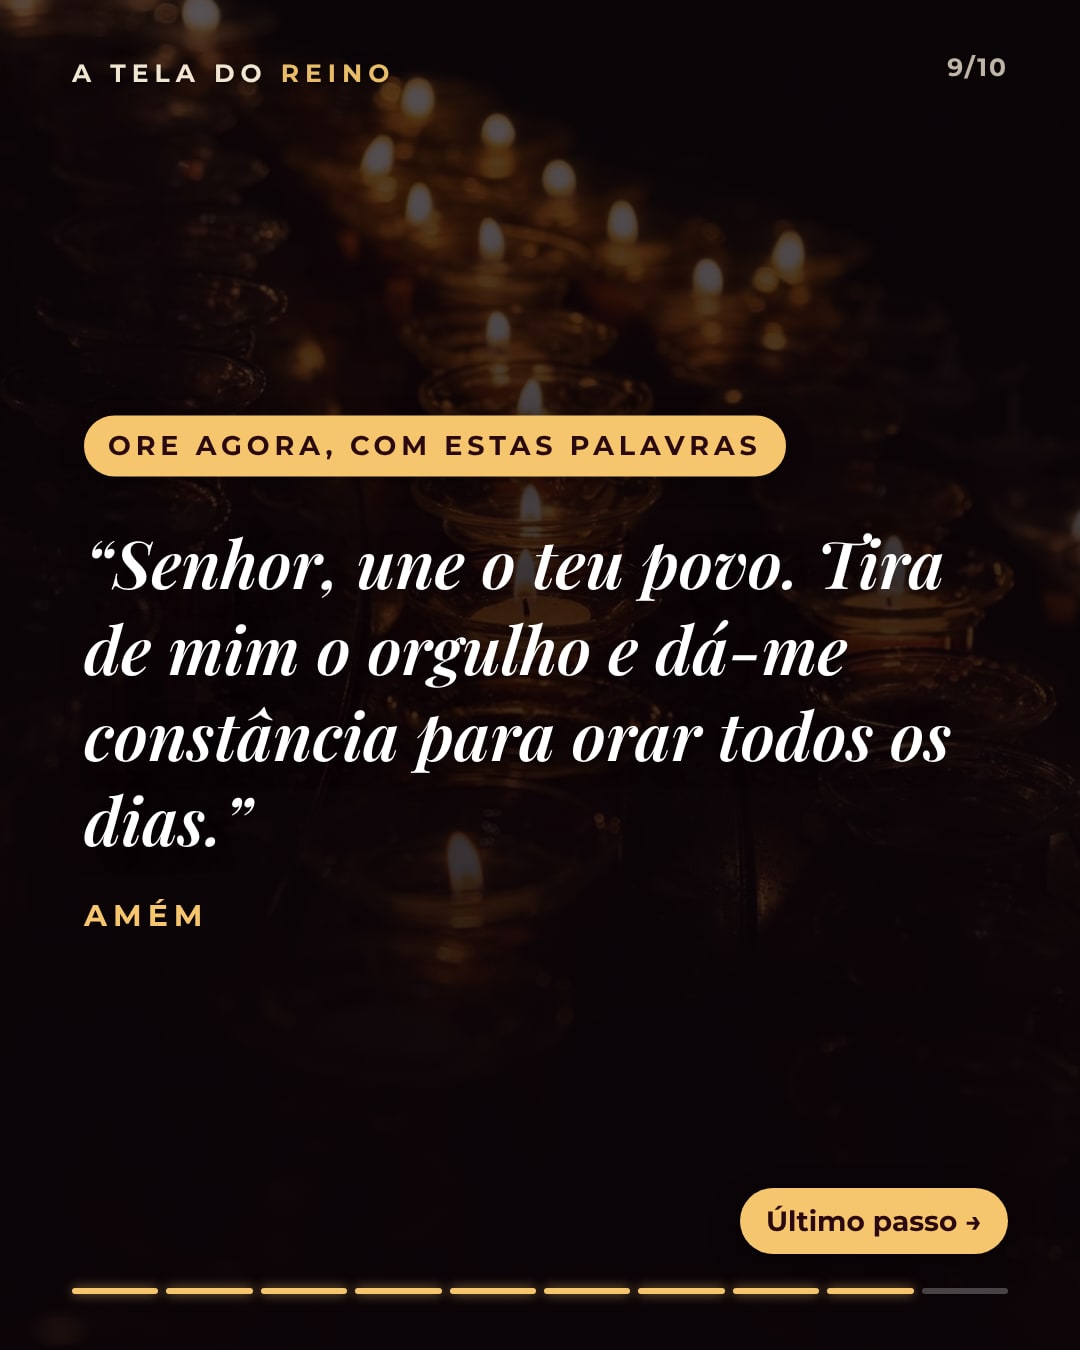 A TELA DO REINO
9/10
ORE AGORA, COM ESTAS PALAVRAS
“Senhor, une o teu povo. Tira
de mim o orgulho e dá-me
constância para orar todos os
dias.”
AMÉM
Último passo →